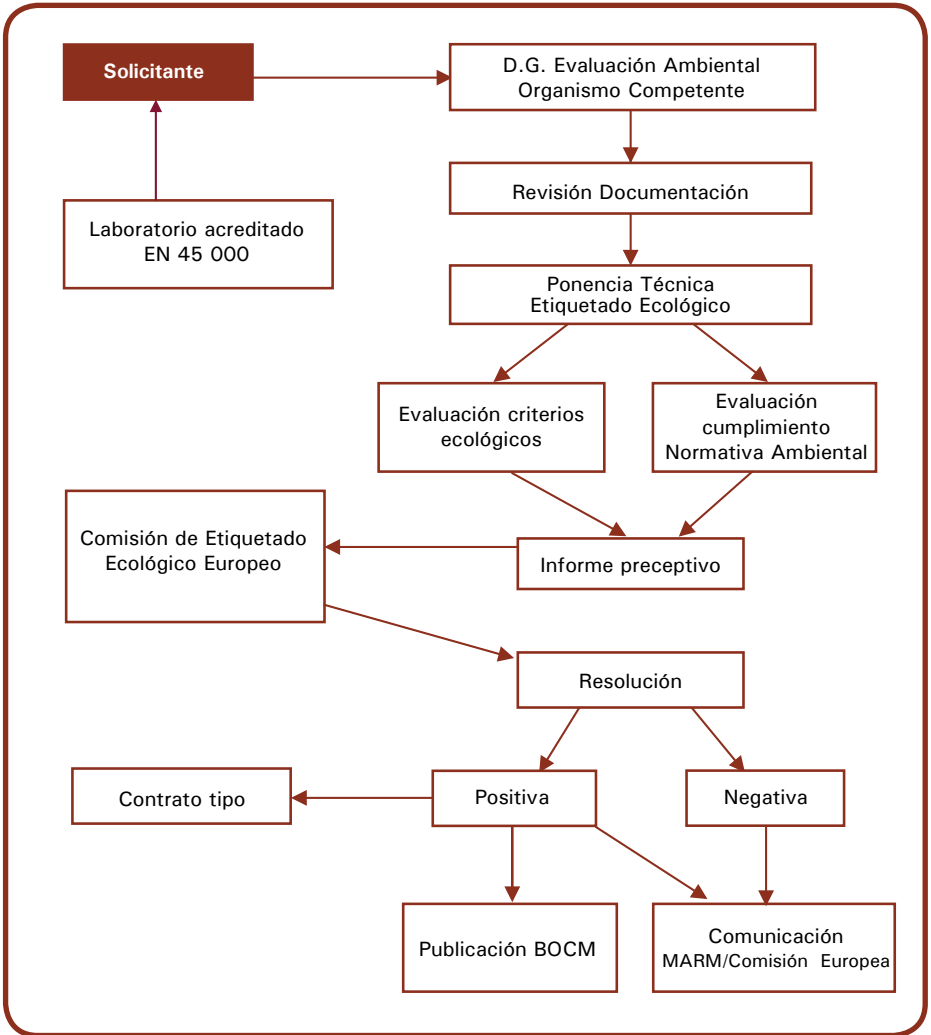 Solicitante
D.G. Evaluación Ambiental
Organismo Competente
Revisión Documentación
Laboratorio acreditado
EN 45 000
Ponencia Técnica
Etiquetado Ecológico
Evaluación criterios
ecológicos
Evaluación
cumplimiento
Normativa Ambiental
Comisión de Etiquetado
Ecológico Europeo
Informe preceptivo
Resolución
Contrato tipo
Positiva
Negativa
Publicación BOCM
Comunicación
MARM/Comisión Europea